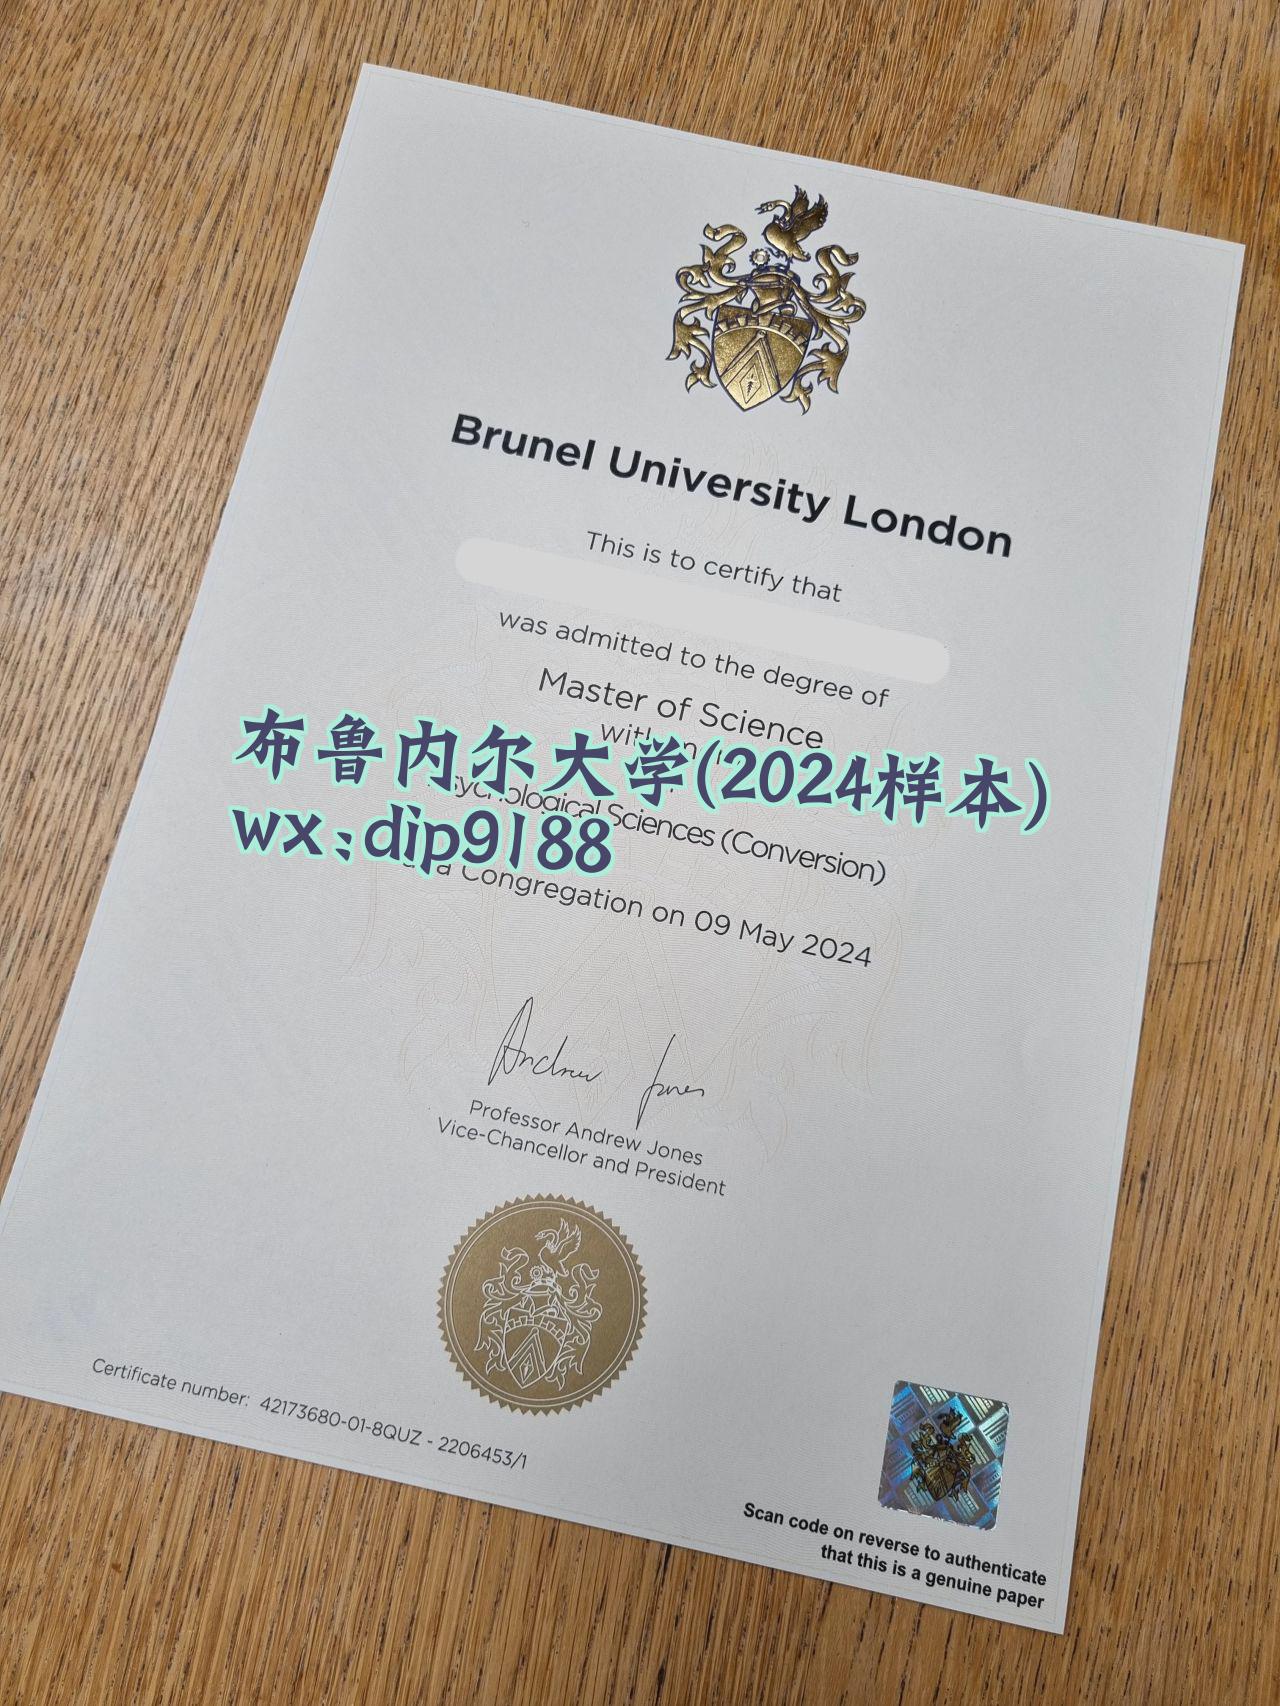 Brunel University London
This is to certify that
was admitted to the degree of
Master of Science
布鲁内尔大学(2024样本)
Sciences (Conversion)
wx:dip9188
Congregation on 09 May 2024
Andrew Jones
Professor Andrew Jones
Vice-Chancellor and President
Certificate number: 42173680-01-8QUZ - 2206453/1
Scan code on reverse to authenticate
that this is a genuine paper